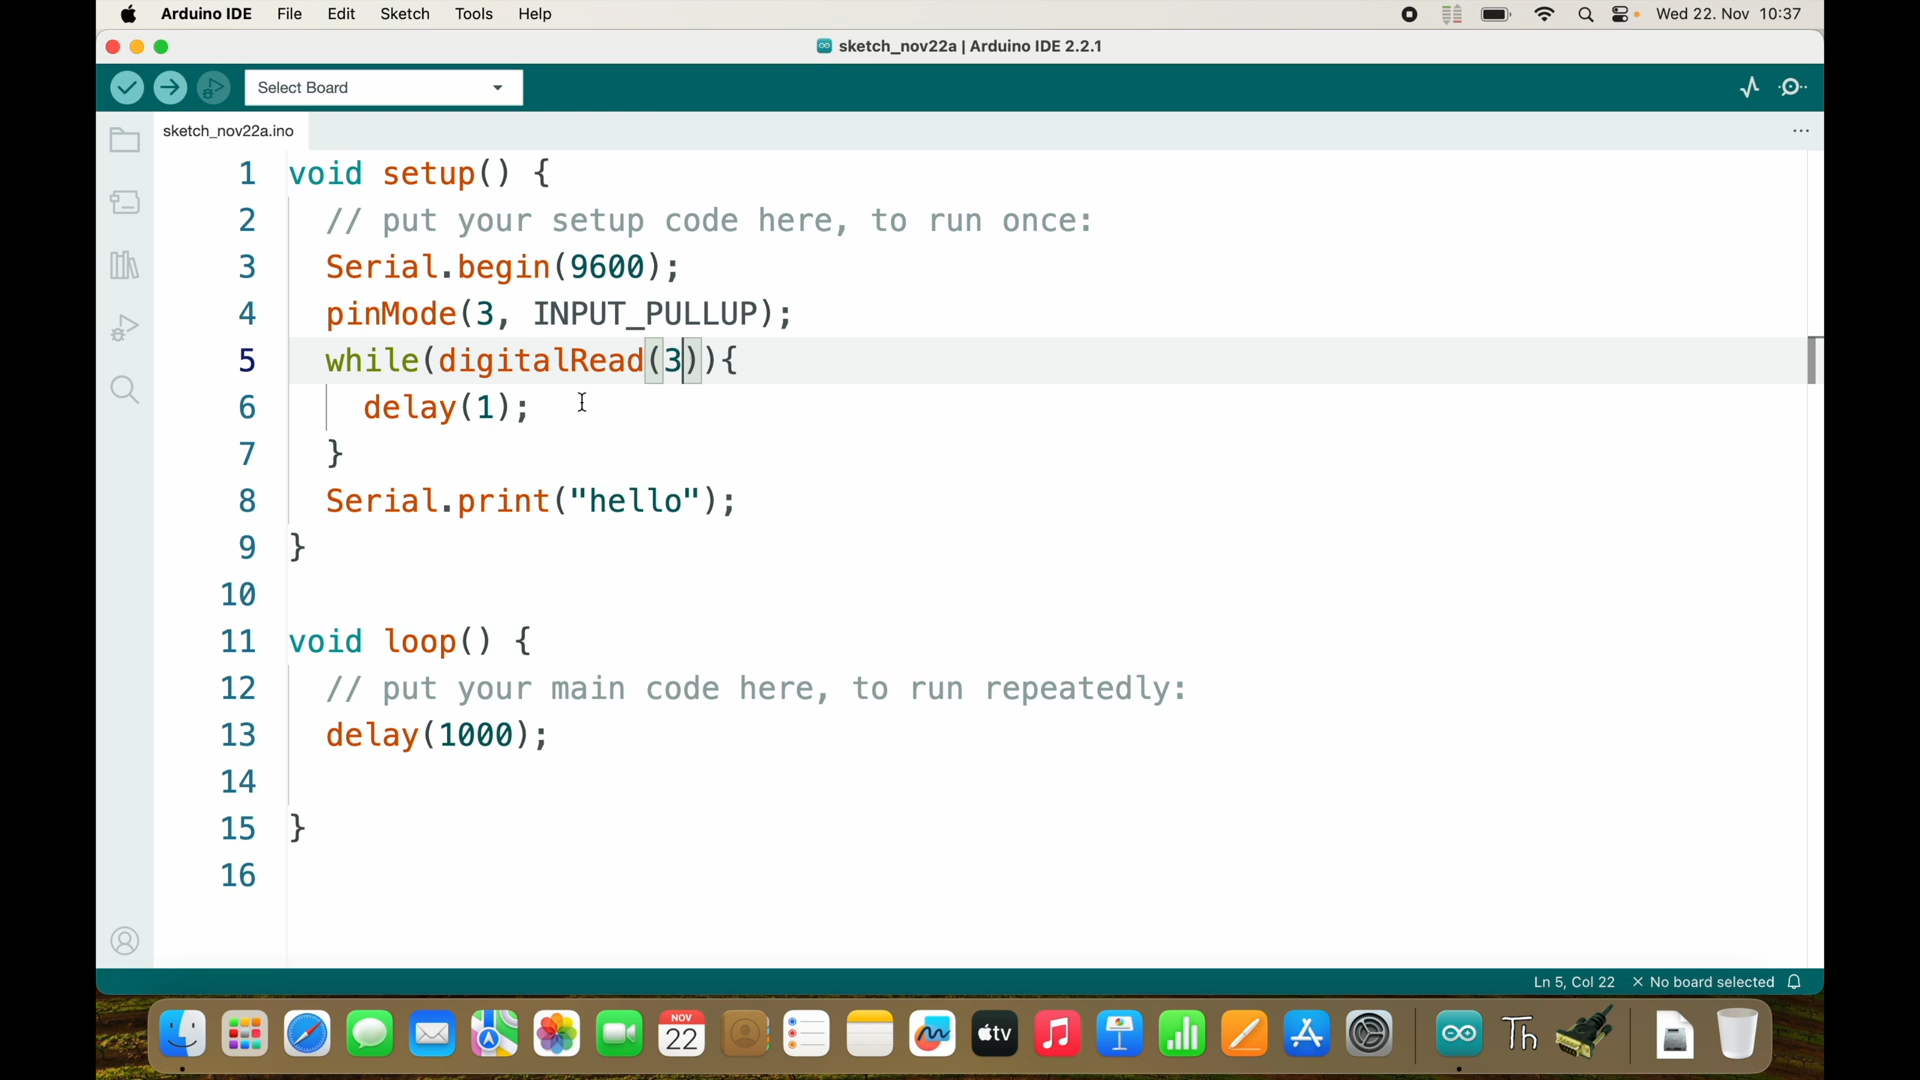 Arduino IDE File Edit Sketch Tools Help Wed 22. Nov 10:37
sketch_nov22a | Arduino IDE 2.2.1
Select Board
sketch_nov22a.ino
1 void setup() {
2 // put your setup code here, to run once:
3 Serial.begin(9600);
4 pinMode(3, INPUT_PULLUP);
5 while(digitalRead(3)){
6 delay(1);
7 }
8 Serial.print("hello");
9 }
10
11 void loop() {
12 // put your main code here, to run repeatedly:
13 delay(1000);
14
15 }
16
Ln 5, Col 22 No board selected
NOV
22
tv
Th